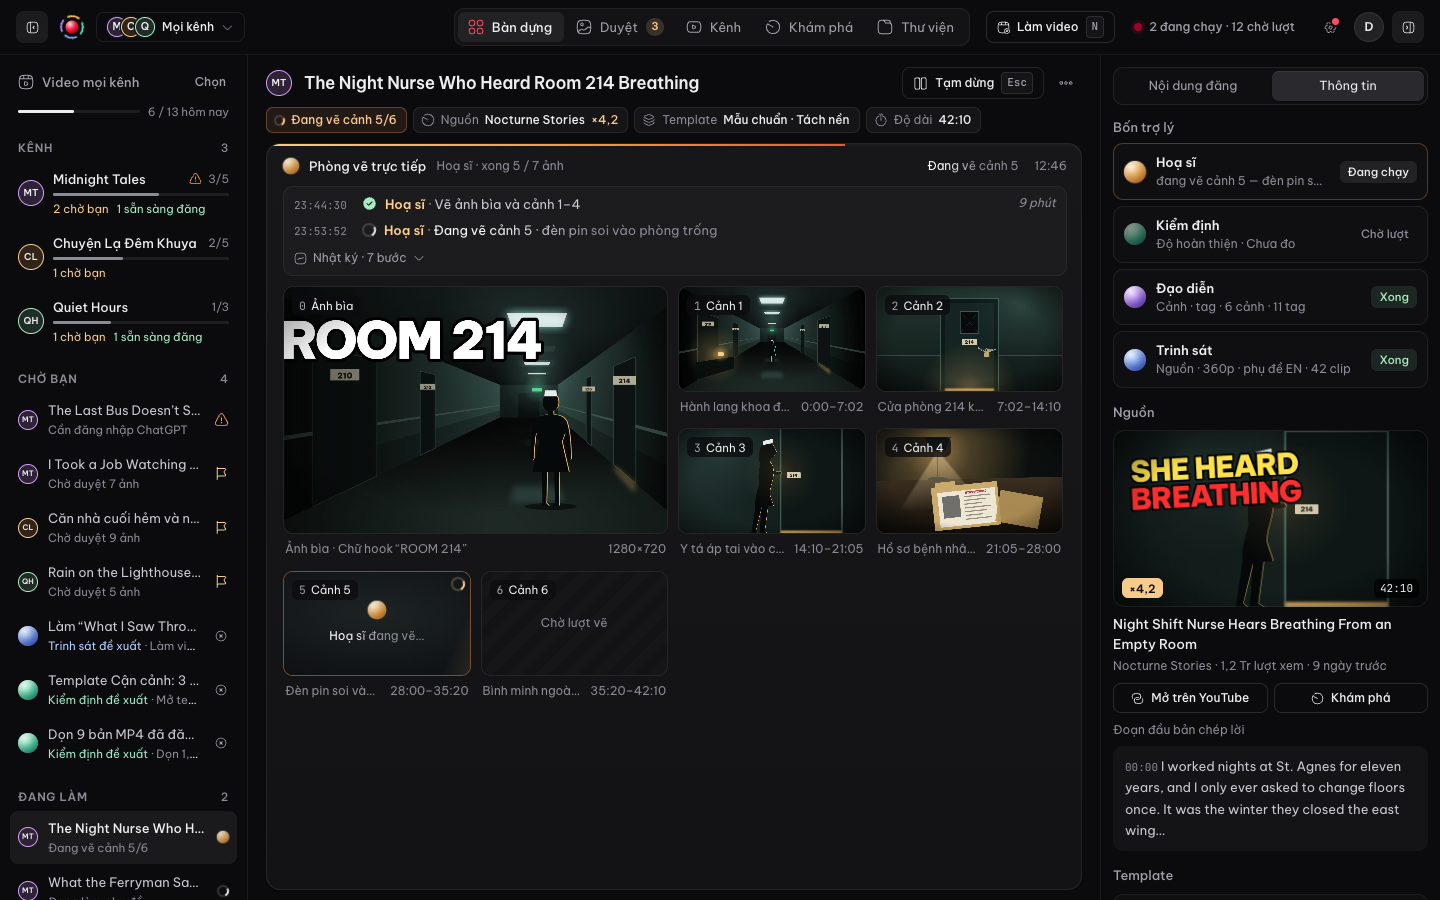 M C Q Mọi kênh
Bàn dựng
Duyệt 3
Kênh
Khám phá
Thư viện
Làm video N
2 đang chạy · 12 chờ lượt
D
Video mọi kênh Chọn
6 / 13 hôm nay
KÊNH 3
MT Midnight Tales 3/5
2 chờ bạn 1 sẵn sàng đăng
CL Chuyện Lạ Đêm Khuya 2/5
1 chờ bạn
QH Quiet Hours 1/3
1 chờ bạn 1 sẵn sàng đăng
CHỜ BẠN 4
MT The Last Bus Doesn't S...
Cần đăng nhập ChatGPT
MT I Took a Job Watching ...
Chờ duyệt 7 ảnh
CL Căn nhà cuối hẻm và n...
Chờ duyệt 9 ảnh
QH Rain on the Lighthouse...
Chờ duyệt 5 ảnh
Làm “What I Saw Thro...
Trinh sát đề xuất · Làm vi...
Template Cận cảnh: 3 ...
Kiểm định đề xuất · Mở te...
Dọn 9 bản MP4 đã đă...
Kiểm định đề xuất · Dọn 1,...
ĐANG LÀM 2
MT The Night Nurse Who H...
Đang vẽ cảnh 5/6
MT What the Ferryman Sa...
MT The Night Nurse Who Heard Room 214 Breathing
Tạm dừng Esc
Đang vẽ cảnh 5/6
Nguồn Nocturne Stories ×4,2
Template Mẫu chuẩn · Tách nền
Độ dài 42:10
Phòng vẽ trực tiếp Hoạ sĩ · xong 5 / 7 ảnh
Đang vẽ cảnh 5 12:46
23:44:30 Hoạ sĩ · Vẽ ảnh bìa và cảnh 1–4 9 phút
23:53:52 Hoạ sĩ · Đang vẽ cảnh 5 · đèn pin soi vào phòng trống
Nhật ký · 7 bước
0 Ảnh bìa
ROOM 214
210
214
Ảnh bìa · Chữ hook “ROOM 214” 1280×720
1 Cảnh 1
Hành lang khoa đ... 0:00–7:02
2 Cảnh 2
214
Cửa phòng 214 k... 7:02–14:10
3 Cảnh 3
214
Y tá áp tai vào c... 14:10–21:05
4 Cảnh 4
Hồ sơ bệnh nhâ... 21:05–28:00
5 Cảnh 5
Hoạ sĩ đang vẽ...
Đèn pin soi và... 28:00–35:20
6 Cảnh 6
Chờ lượt vẽ
Bình minh ngoà... 35:20–42:10
Nội dung đăng Thông tin
Bốn trợ lý
Hoạ sĩ
đang vẽ cảnh 5 — đèn pin s... Đang chạy
Kiểm định
Độ hoàn thiện · Chưa đo Chờ lượt
Đạo diễn
Cảnh · tag · 6 cảnh · 11 tag Xong
Trinh sát
Nguồn · 360p · phụ đề EN · 42 clip Xong
Nguồn
SHE HEARD
BREATHING
214
×4,2 42:10
Night Shift Nurse Hears Breathing From an
Empty Room
Nocturne Stories · 1,2 Tr lượt xem · 9 ngày trước
Mở trên YouTube
Khám phá
Đoạn đầu bản chép lời
00:00 I worked nights at St. Agnes for eleven
years, and I only ever asked to change floors
once. It was the winter they closed the east
wing...
Template